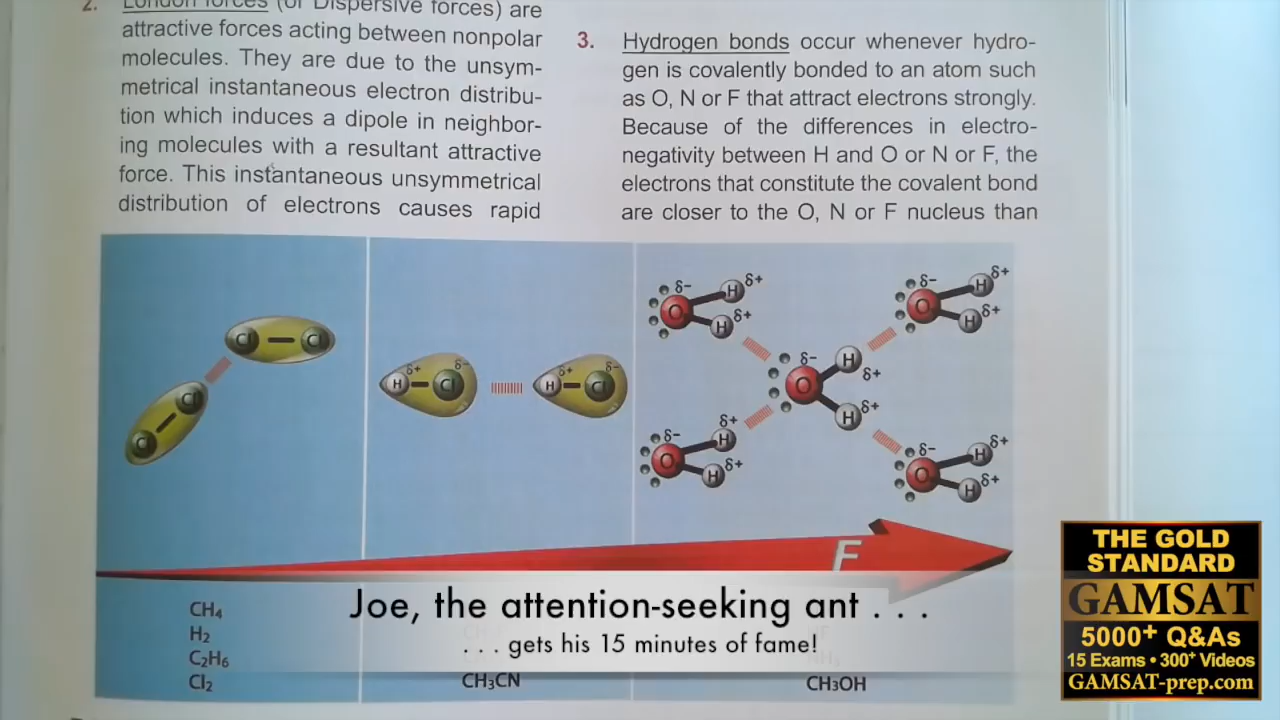 2. London forces (or Dispersive forces) are
attractive forces acting between nonpolar
molecules. They are due to the unsym-
metrical instantaneous electron distribu-
tion which induces a dipole in neighbor-
ing molecules with a resultant attractive
force. This instantaneous unsymmetrical
distribution of electrons causes rapid
3. Hydrogen bonds occur whenever hydro-
gen is covalently bonded to an atom such
as O, N or F that attract electrons strongly.
Because of the differences in electro-
negativity between H and O or N or F, the
electrons that constitute the covalent bond
are closer to the O, N or F nucleus than
Cl Cl
Cl
Cl
δ+ δ− δ+ δ−
H Cl H Cl
δ− H δ+
O H δ+
δ− H δ+
O H δ+
δ− H
O δ+
H δ+
δ− H δ+
O H δ+
δ− H δ+
O H δ+
F
CH₄
H₂
C₂H₆
Cl₂
CH₃CN
CH₃OH
Joe, the attention-seeking ant . . .
. . . gets his 15 minutes of fame!
THE GOLD
STANDARD
GAMSAT
5000⁺ Q&As
15 Exams • 300⁺ Videos
GAMSAT-prep.com